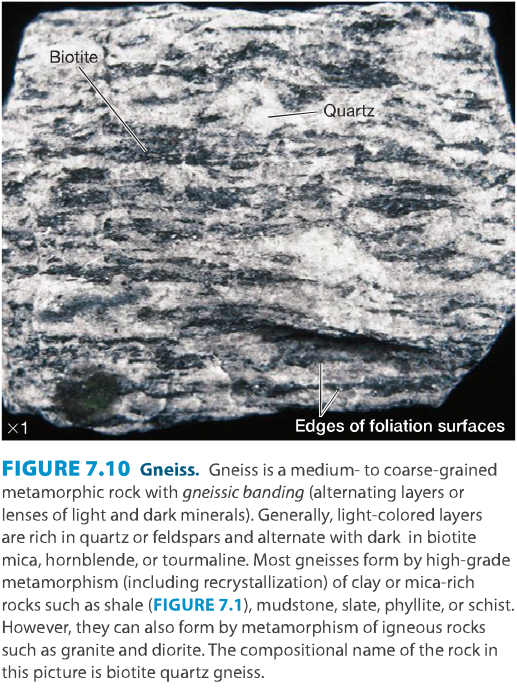 Biotite
Quartz
Edges of foliation surfaces
×1
FIGURE 7.10 Gneiss. Gneiss is a medium- to coarse-grained
metamorphic rock with gneissic banding (alternating layers or
lenses of light and dark minerals). Generally, light-colored layers
are rich in quartz or feldspars and alternate with dark in biotite
mica, hornblende, or tourmaline. Most gneisses form by high-grade
metamorphism (including recrystallization) of clay or mica-rich
rocks such as shale (FIGURE 7.1), mudstone, slate, phyllite, or schist.
However, they can also form by metamorphism of igneous rocks
such as granite and diorite. The compositional name of the rock in
this picture is biotite quartz gneiss.